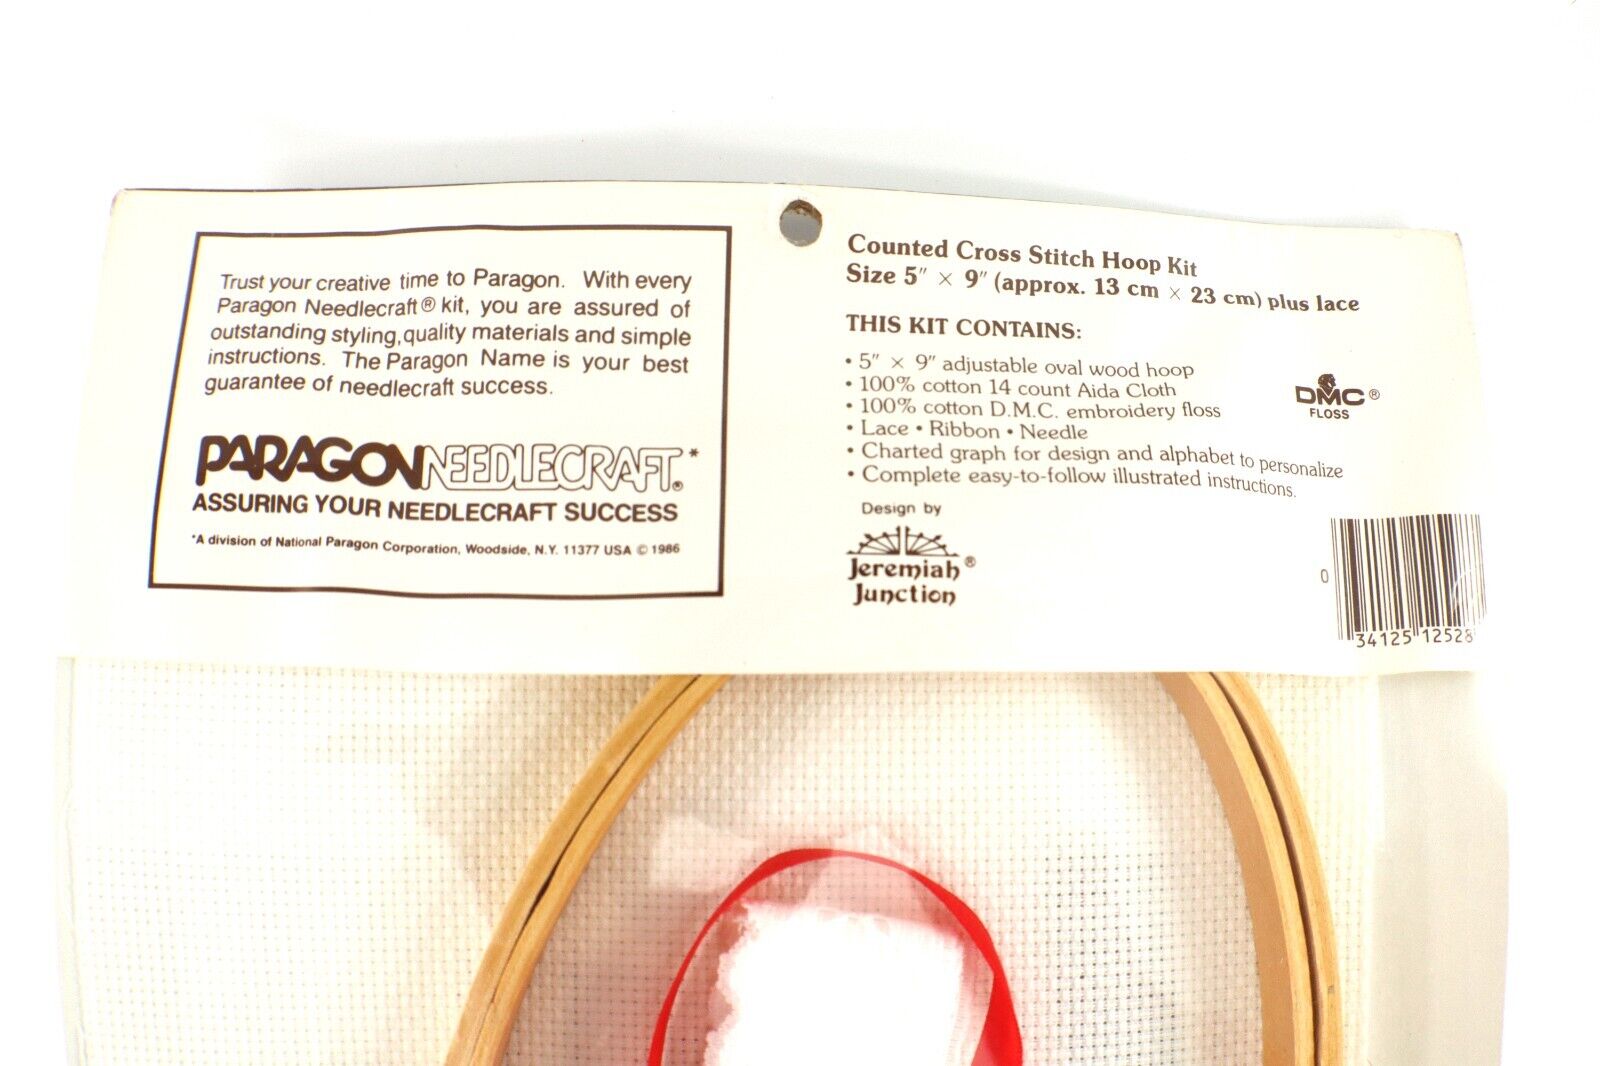 Trust your creative time to Paragon. With every
Paragon Needlecraft® kit, you are assured of
outstanding styling, quality materials and simple
instructions. The Paragon Name is your best
guarantee of needlecraft success.
PARAGON NEEDLECRAFT®*
ASSURING YOUR NEEDLECRAFT SUCCESS
*A division of National Paragon Corporation, Woodside, N.Y. 11377 USA © 1986
Counted Cross Stitch Hoop Kit
Size 5" × 9" (approx. 13 cm × 23 cm) plus lace
THIS KIT CONTAINS:
• 5" × 9" adjustable oval wood hoop
• 100% cotton 14 count Aida Cloth
• 100% cotton D.M.C. embroidery floss
• Lace • Ribbon • Needle
• Charted graph for design and alphabet to personalize
• Complete easy-to-follow illustrated instructions.
DMC®
FLOSS
Design by
Jeremiah®
Junction
0 34125 12528